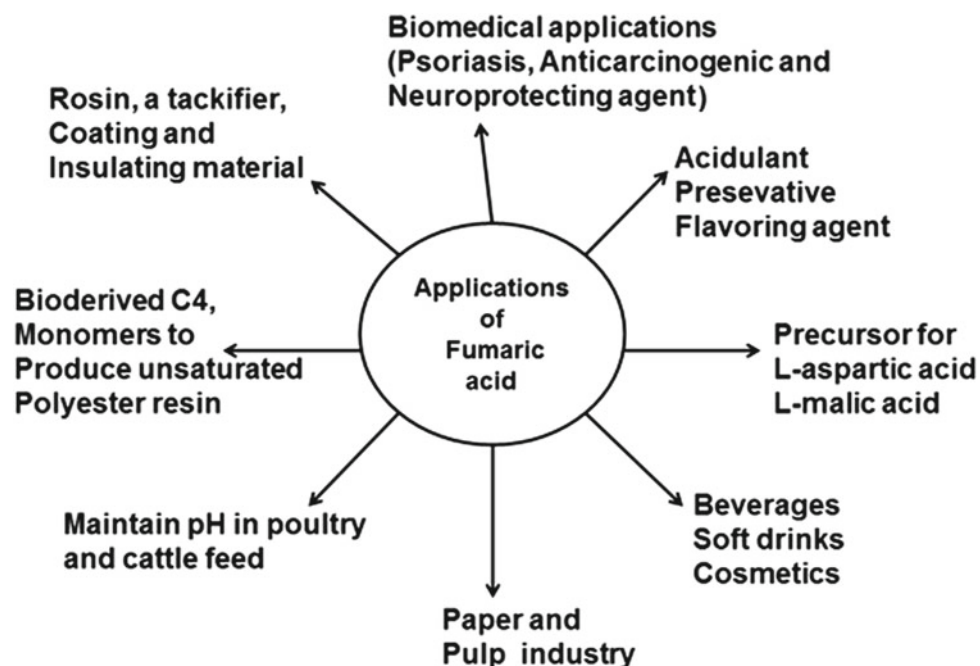 Biomedical applications
(Psoriasis, Anticarcinogenic and
Neuroprotecting agent)
Rosin, a tackifier,
Coating and
Insulating material
Acidulant
Presevative
Flavoring agent
Applications
of
Fumaric
acid
Bioderived C4,
Monomers to
Produce unsaturated
Polyester resin
Precursor for
L-aspartic acid
L-malic acid
Maintain pH in poultry
and cattle feed
Beverages
Soft drinks
Cosmetics
Paper and
Pulp industry